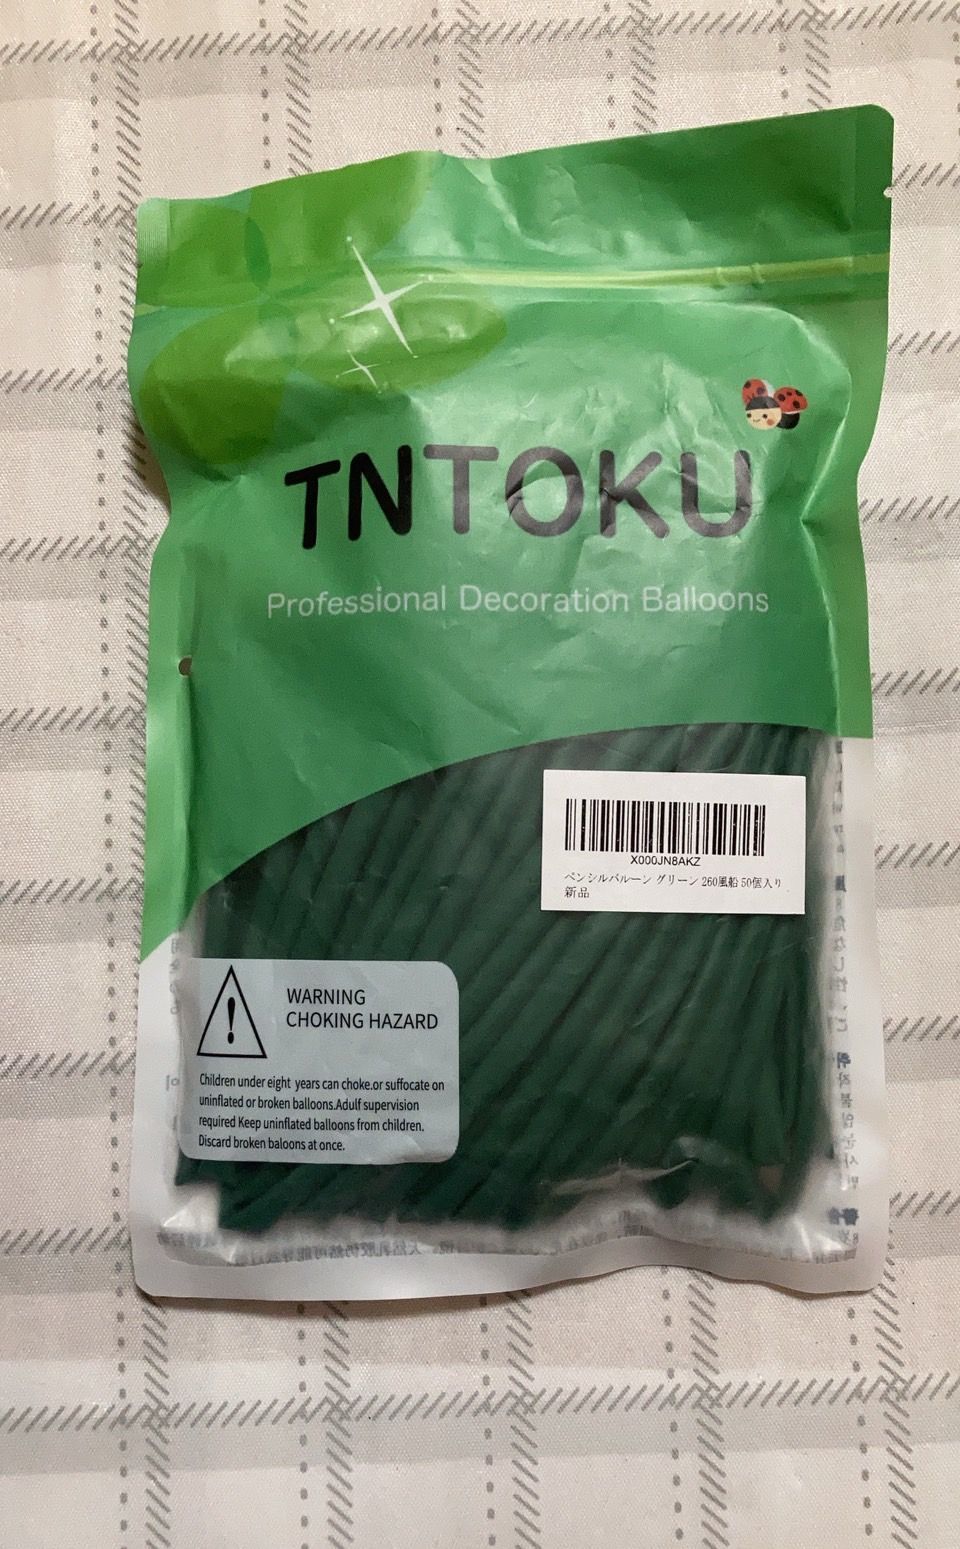 TNTOKU
Professional Decoration Balloons
X000JN8AKZ
ペンシルバルーン グリーン 260風船 50個入り
新品
WARNING
CHOKING HAZARD
Children under eight years can choke.or suffocate on
uninflated or broken balloons.Adulf supervision
required Keep uninflated balloons from children.
Discard broken baloons at once.